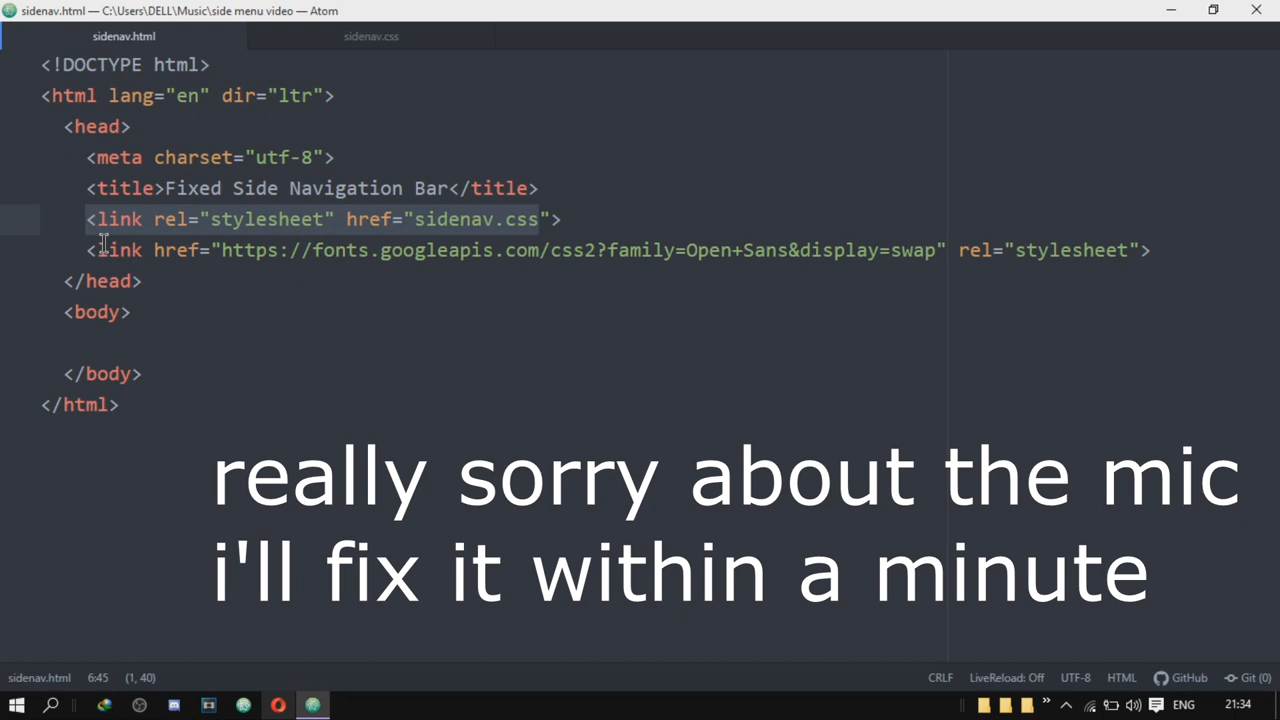 sidenav.html — C:\Users\DELL\Music\side menu video — Atom
sidenav.html
sidenav.css
<!DOCTYPE html>
<html lang="en" dir="ltr">
<head>
<meta charset="utf-8">
<title>Fixed Side Navigation Bar</title>
<link rel="stylesheet" href="sidenav.css">
<link href="https://fonts.googleapis.com/css2?family=Open+Sans&display=swap" rel="stylesheet">
</head>
<body>
</body>
</html>
really sorry about the mic
i'll fix it within a minute
sidenav.html 6:45 (1, 40) CRLF LiveReload: Off UTF-8 HTML GitHub Git (0)
ENG 21:34